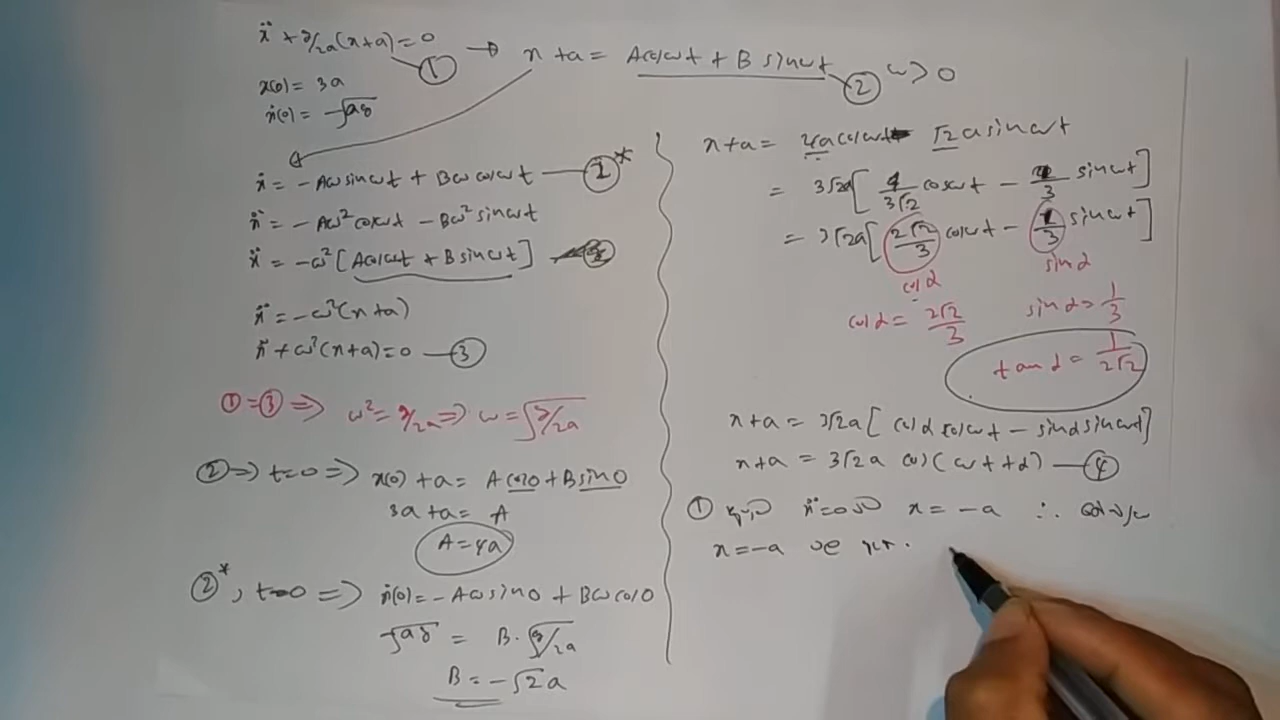 ẍ + g/2a (x+a) = 0 — ① → x + a = A cos ωt + B sin ωt — ② ω > 0
x(0) = 3a
ẋ(0) = -√ag
ẋ = -Aω sin ωt + Bω cos ωt — ②*
ẍ = -Aω² cos ωt - Bω² sin ωt
ẍ = -ω² [A cos ωt + B sin ωt]
ẍ = -ω² (x+a)
ẍ + ω² (x+a) = 0 — ③
① = ③ ⇒ ω² = g/2a ⇒ ω = √g/2a
② ⇒ t=0 ⇒ x(0) + a = A cos 0 + B sin 0
3a + a = A
A = 4a
②*, t=0 ⇒ ẋ(0) = -Aω sin 0 + Bω cos 0
-√ag = B. √g/2a
B = -√2 a
x + a = 4a cos ωt - √2 a sin ωt
= 3√2a [ 4/3√2 cos ωt - 1/3 sin ωt ]
= 3√2a [ 2√2/3 cos ωt - 1/3 sin ωt ]
cos α sin α
cos α = 2√2/3 sin α = 1/3
tan α = 1/2√2
x + a = 3√2a [ cos α cos ωt - sin α sin ωt ]
x + a = 3√2 a cos (ωt + α) — ④
① ẍ = 0 x = -a ∴
x = -a